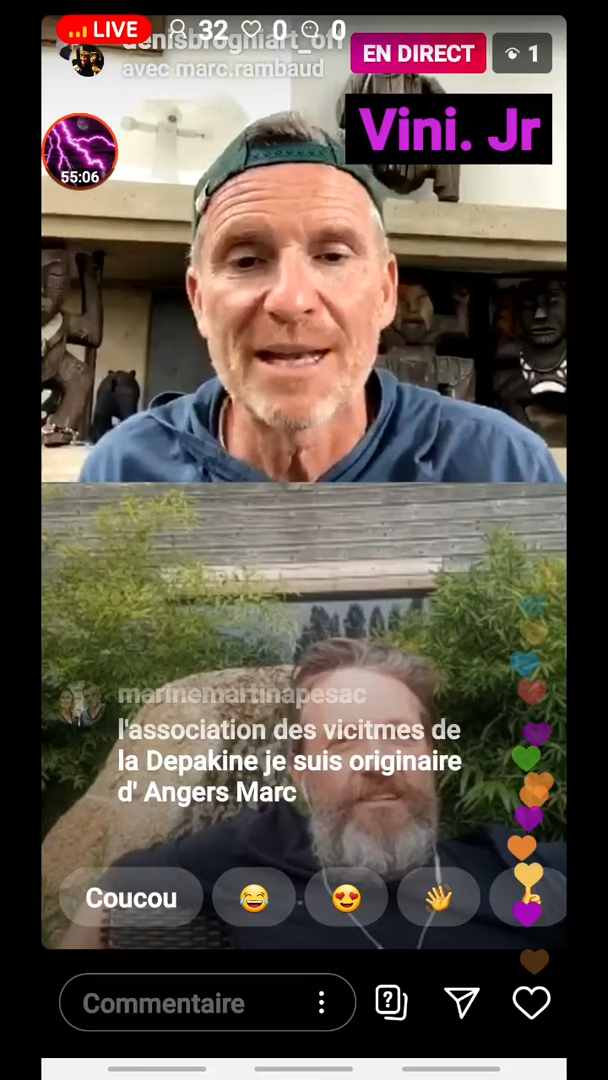 LIVE 32 0 0
denisbrogniart_off
avec marc.rambaud
EN DIRECT
1
Vini. Jr
55:06
marinemartinapesac
l'association des vicitmes de
la Depakine je suis originaire
d' Angers Marc
Coucou
Commentaire